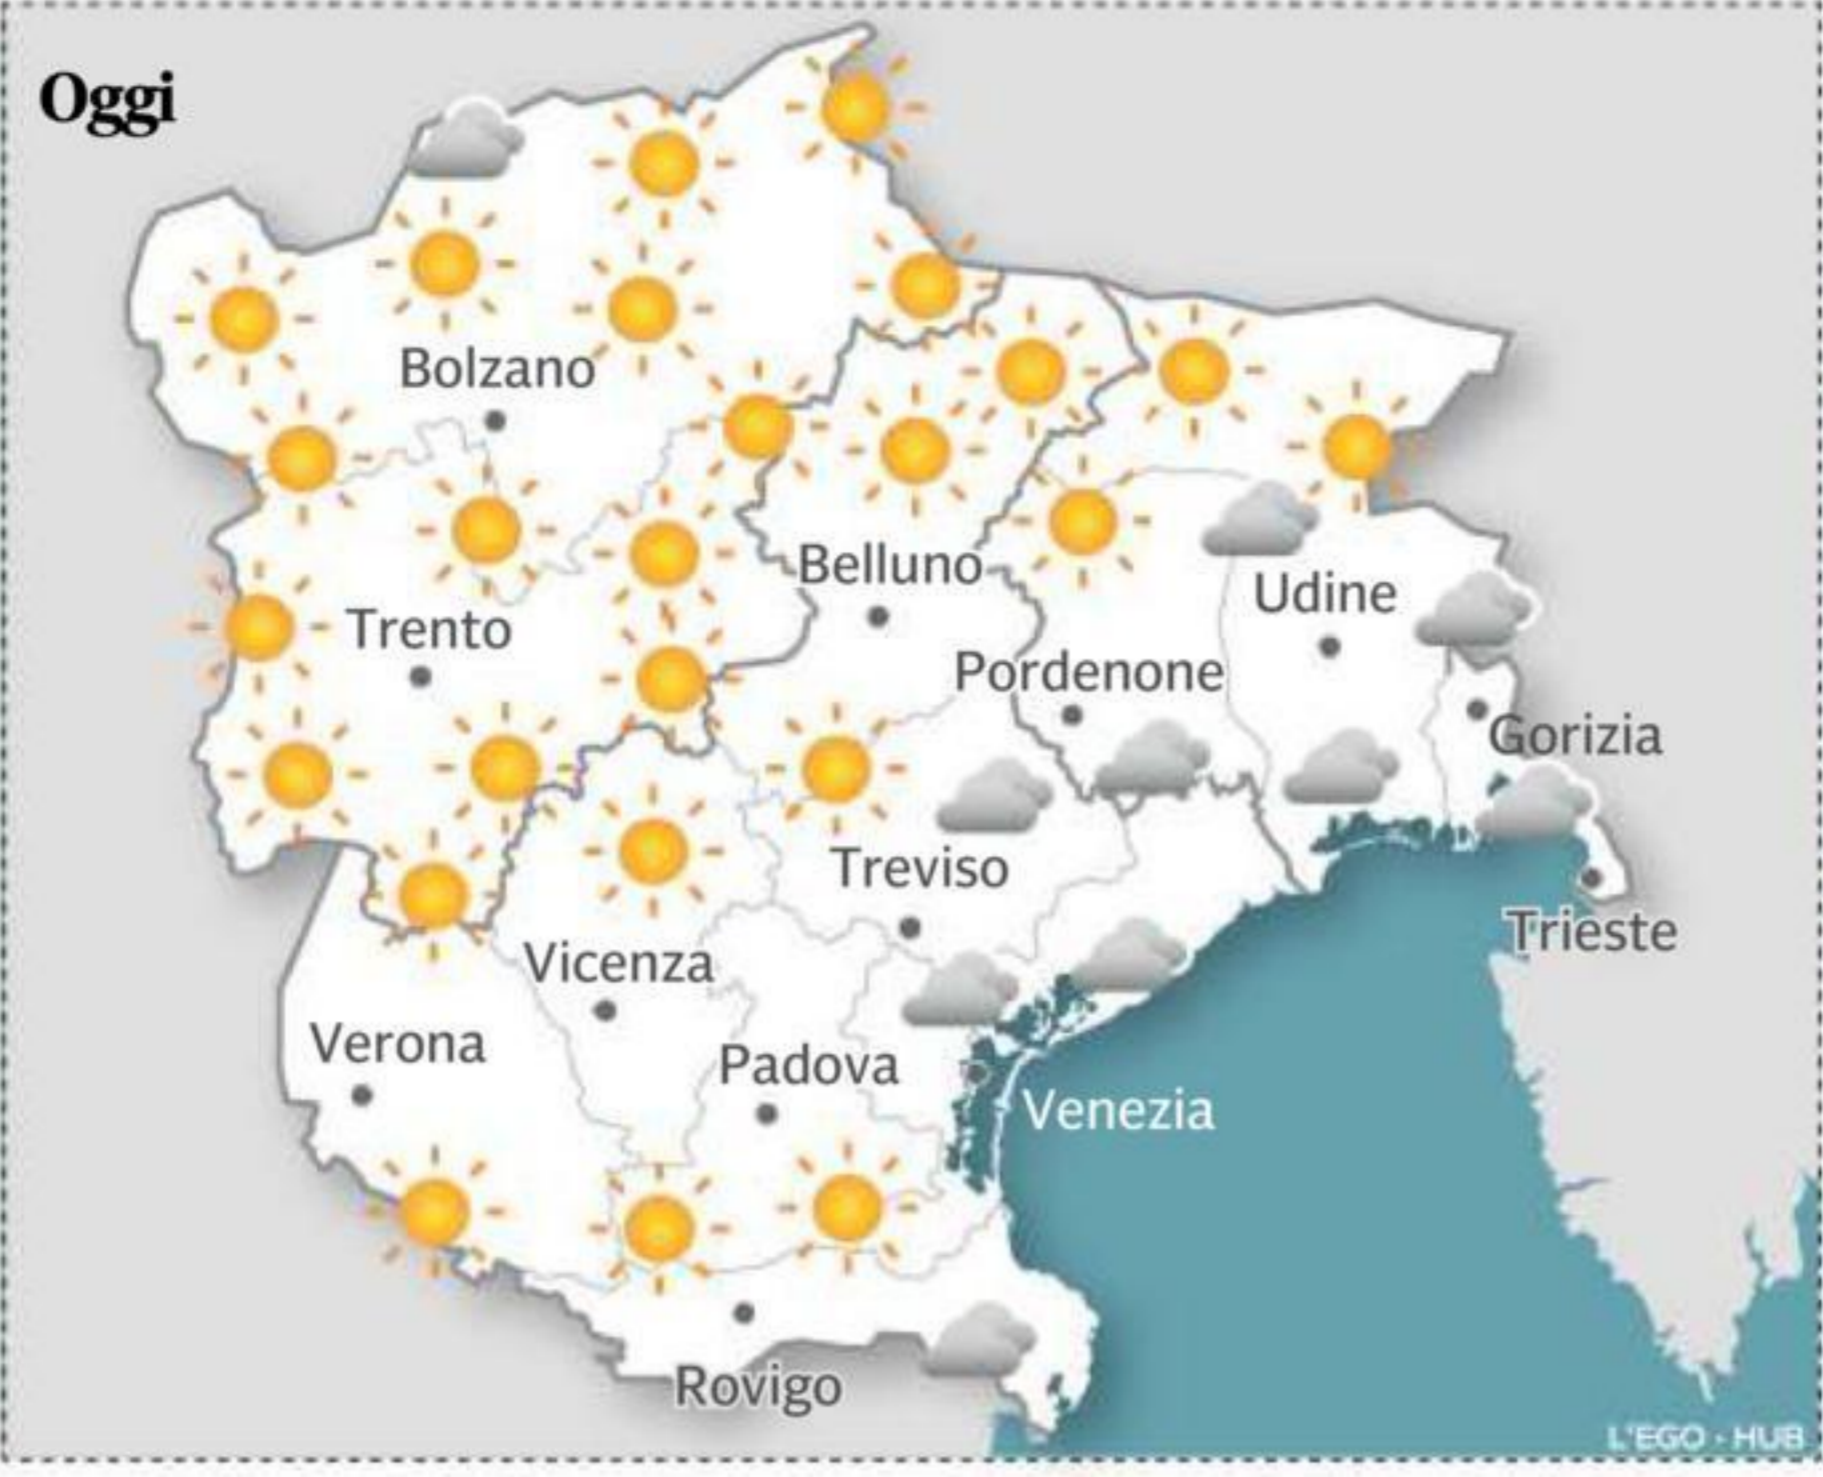 Oggi
Bolzano
Belluno
Udine
Trento
Pordenone
Gorizia
Treviso
Trieste
Vicenza
Verona
Padova
Venezia
Rovigo
L'EGO - HUB